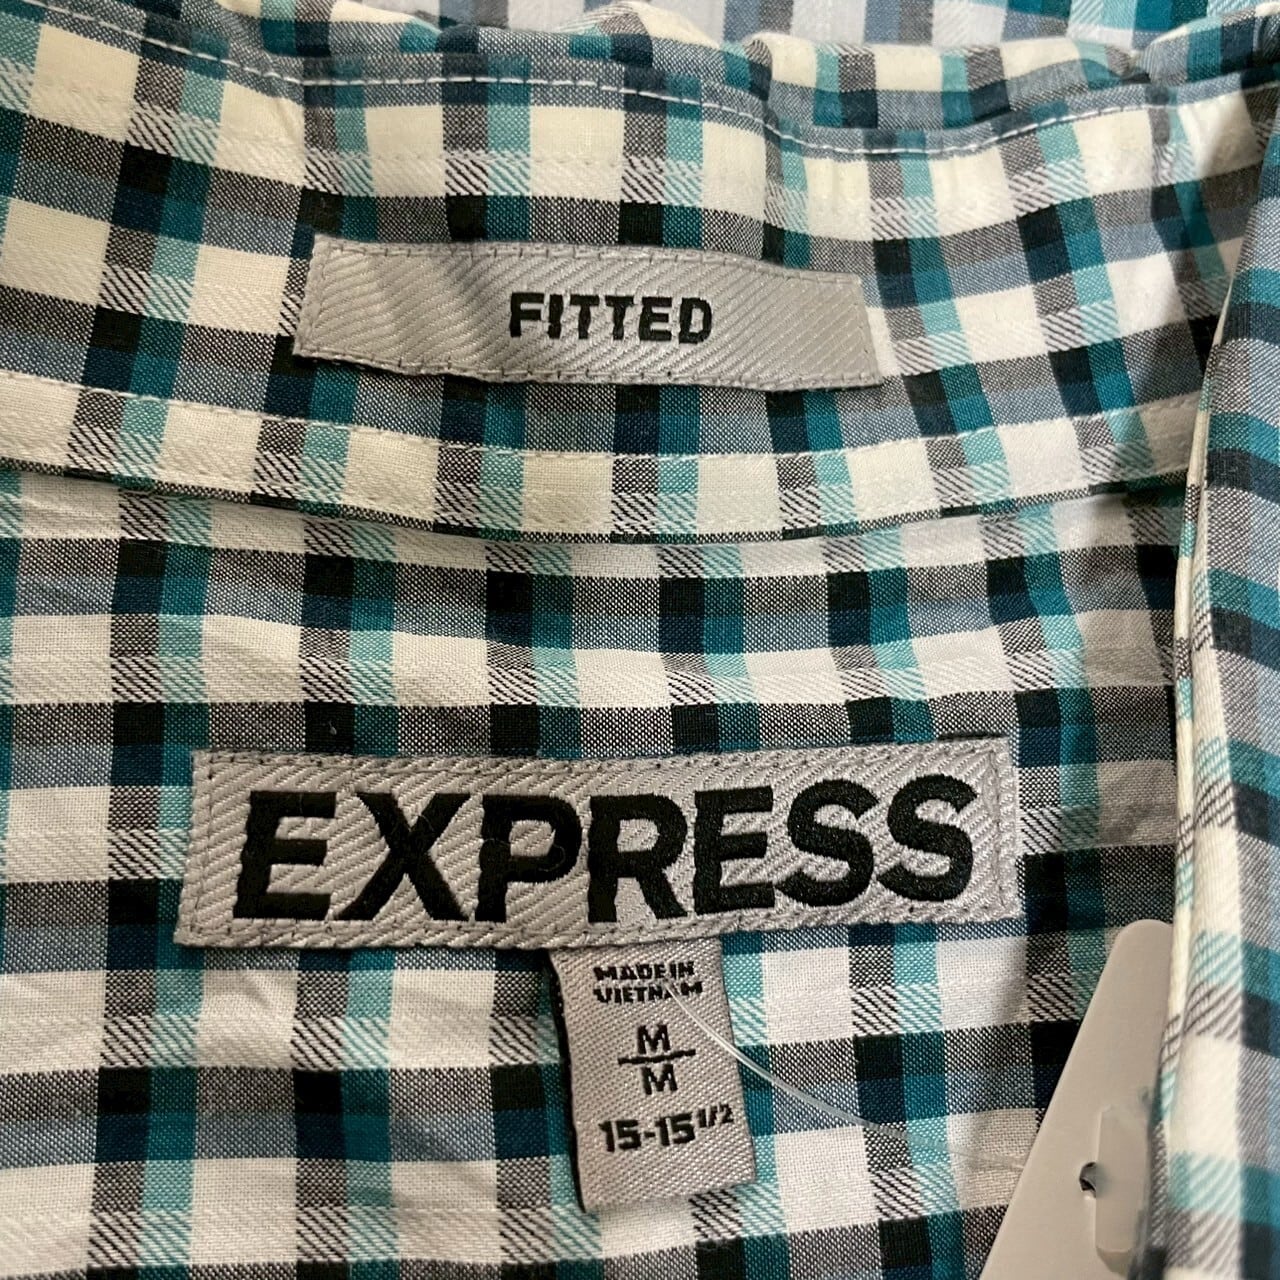 FITTED
EXPRESS
MADE IN
VIETNAM
M
M
15-15 1/2